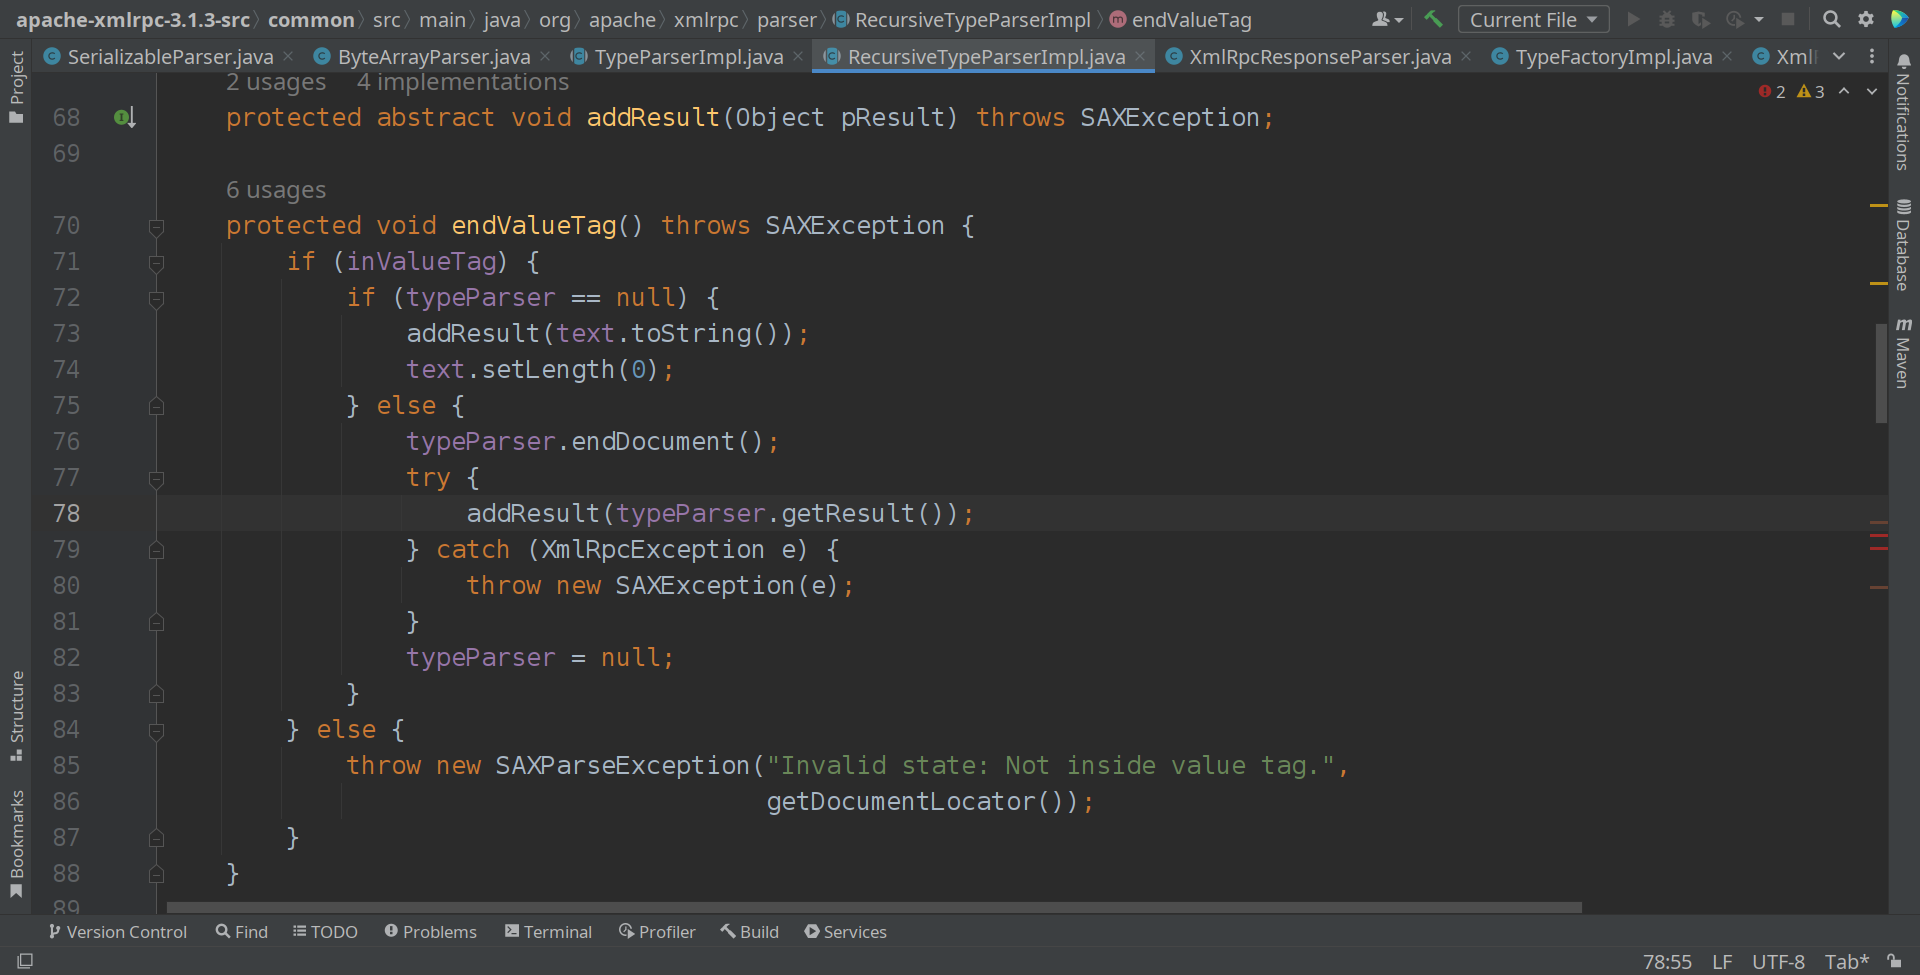 apache-xmlrpc-3.1.3-src common src main java org apache xmlrpc parser RecursiveTypeParserImpl endValueTag Current File
SerializableParser.java ByteArrayParser.java TypeParserImpl.java RecursiveTypeParserImpl.java XmlRpcResponseParser.java TypeFactoryImpl.java Xml
2 usages 4 implementations
2 3
68 protected abstract void addResult(Object pResult) throws SAXException;
69
6 usages
70 protected void endValueTag() throws SAXException {
71 if (inValueTag) {
72 if (typeParser == null) {
73 addResult(text.toString());
74 text.setLength(0);
75 } else {
76 typeParser.endDocument();
77 try {
78 addResult(typeParser.getResult());
79 } catch (XmlRpcException e) {
80 throw new SAXException(e);
81 }
82 typeParser = null;
83 }
84 } else {
85 throw new SAXParseException("Invalid state: Not inside value tag.",
86 getDocumentLocator());
87 }
88 }
89
Project
Structure
Bookmarks
Notifications
Database
Maven
Version Control Find TODO Problems Terminal Profiler Build Services
78:55 LF UTF-8 Tab*